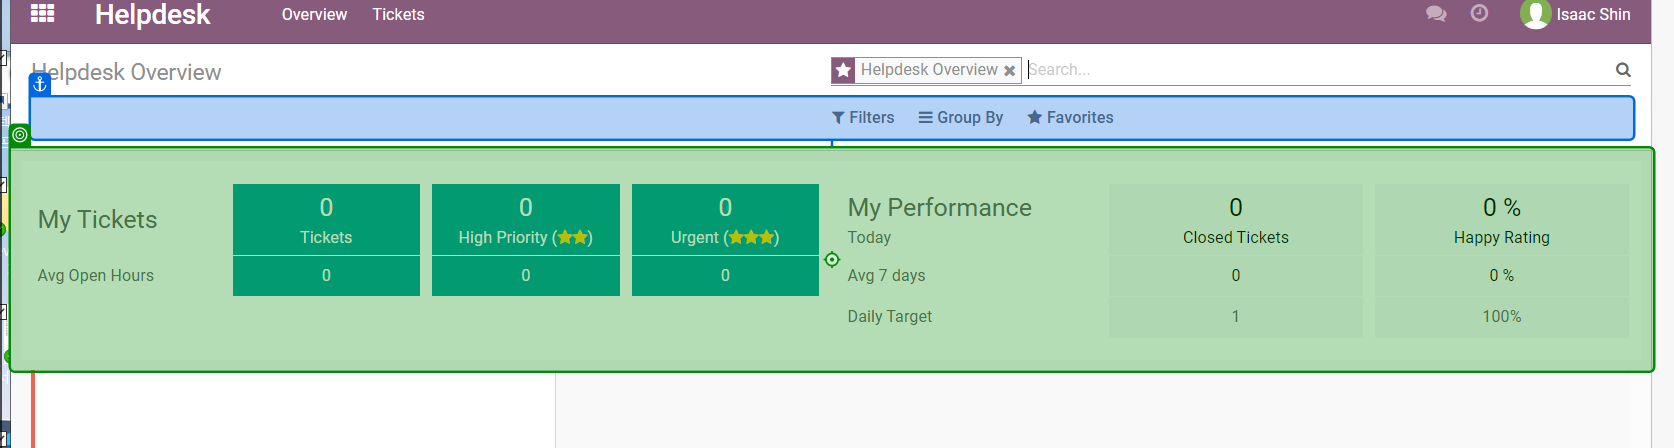 Helpdesk Overview Tickets Isaac Shin
Helpdesk Overview Helpdesk Overview Search...
Filters Group By Favorites
My Tickets
0
Tickets
0
High Priority (★★)
0
Urgent (★★★)
Avg Open Hours 0 0 0
My Performance
Today
0
Closed Tickets
0 %
Happy Rating
Avg 7 days 0 0 %
Daily Target 1 100%